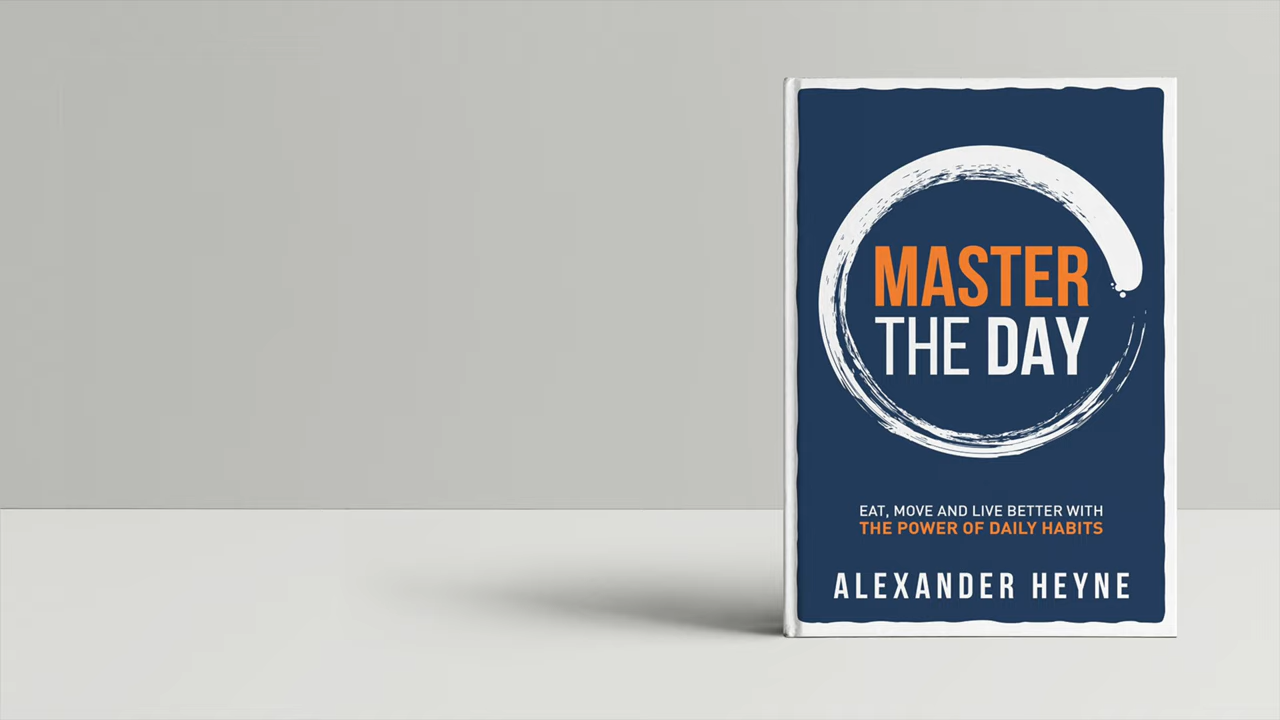 MASTER
THE DAY
EAT, MOVE AND LIVE BETTER WITH
THE POWER OF DAILY HABITS
ALEXANDER HEYNE